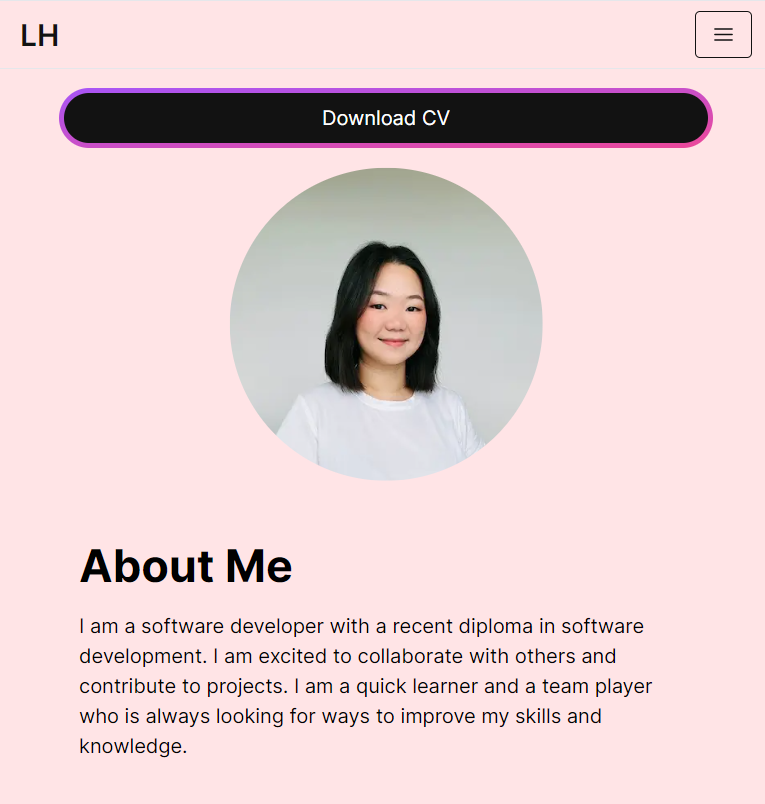 LH
Download CV
About Me
I am a software developer with a recent diploma in software
development. I am excited to collaborate with others and
contribute to projects. I am a quick learner and a team player
who is always looking for ways to improve my skills and
knowledge.